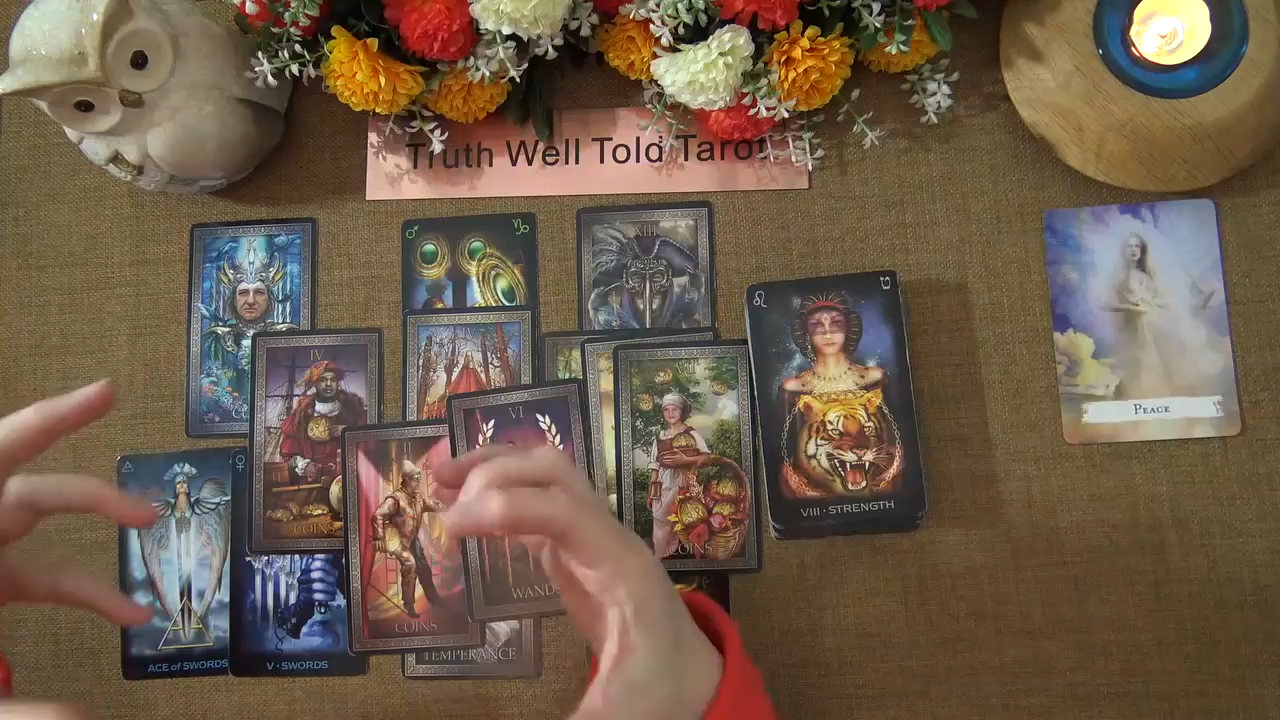 Truth Well Told Tarot
XIII
IV
COINS
VI
WANDS
COINS
COINS
VIII · STRENGTH
PEACE
ACE of SWORDS
V · SWORDS
TEMPERANCE